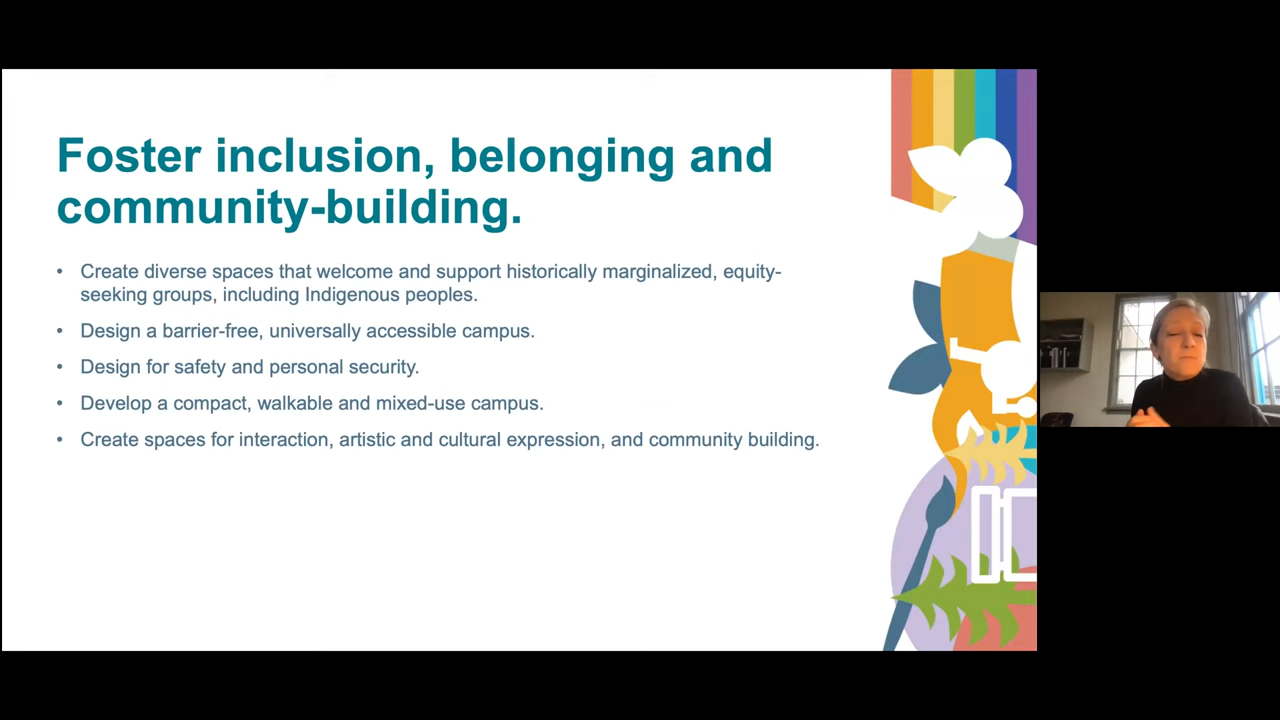 Foster inclusion, belonging and
community-building.
• Create diverse spaces that welcome and support historically marginalized, equity-
seeking groups, including Indigenous peoples.
• Design a barrier-free, universally accessible campus.
• Design for safety and personal security.
• Develop a compact, walkable and mixed-use campus.
• Create spaces for interaction, artistic and cultural expression, and community building.